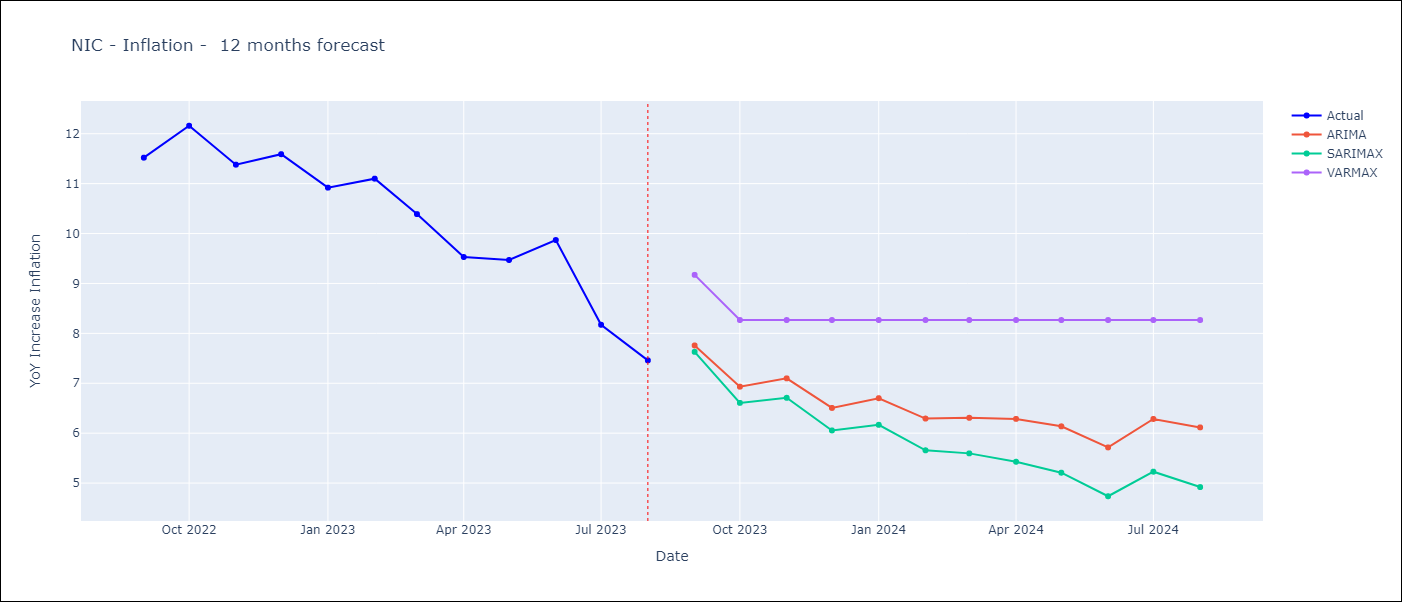 NIC - Inflation -  12 months forecast
Actual
ARIMA
SARIMAX
VARMAX
YoY Increase Inflation
12
11
10
9
8
7
6
5
Oct 2022
Jan 2023
Apr 2023
Jul 2023
Oct 2023
Jan 2024
Apr 2024
Jul 2024
Date